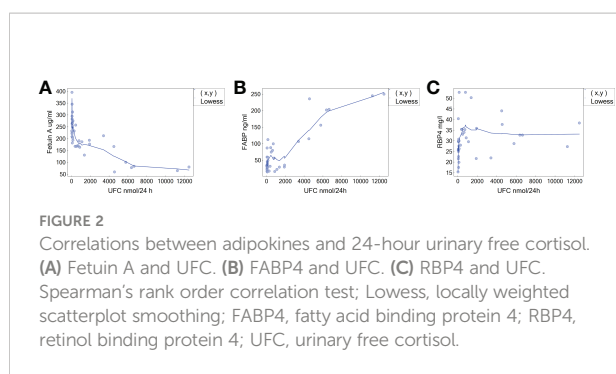 A
B
C
( x,y )
Lowess
( x,y )
Lowess
( x,y )
Lowess
Fetuin A ug/ml
400
350
300
250
200
150
100
50
0 2000 4000 6000 8000 10000 12000
UFC nmol/24 h
FABP ng/ml
250
200
150
100
50
0
0 2000 4000 6000 8000 10000 12000
UFC nmol/24h
RBP4 mg/l
50
45
40
35
30
25
20
15
0 2000 4000 6000 8000 10000 12000
UFC nmol/24h
FIGURE 2
Correlations between adipokines and 24-hour urinary free cortisol.
(A) Fetuin A and UFC. (B) FABP4 and UFC. (C) RBP4 and UFC.
Spearman's rank order correlation test; Lowess, locally weighted
scatterplot smoothing; FABP4, fatty acid binding protein 4; RBP4,
retinol binding protein 4; UFC, urinary free cortisol.